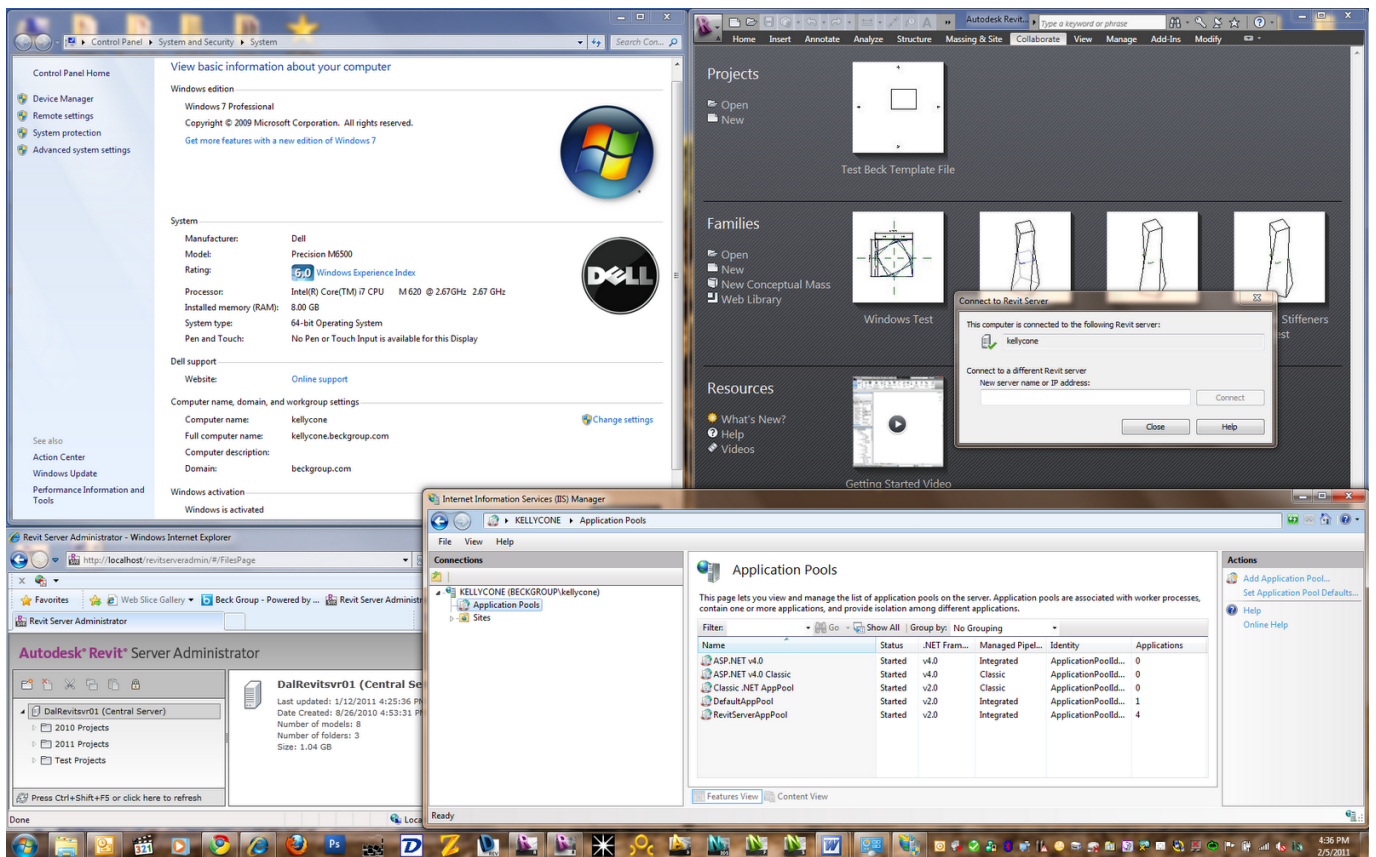 Control Panel ▸ System and Security ▸ System
Search Con...
Control Panel Home
Device Manager
Remote settings
System protection
Advanced system settings
See also
Action Center
Windows Update
Performance Information and
Tools
View basic information about your computer
Windows edition
Windows 7 Professional
Copyright © 2009 Microsoft Corporation. All rights reserved.
Get more features with a new edition of Windows 7
System
Manufacturer: Dell
Model: Precision M6500
Rating: 6.0 Windows Experience Index
Processor: Intel(R) Core(TM) i7 CPU M 620 @ 2.67GHz 2.67 GHz
Installed memory (RAM): 8.00 GB
System type: 64-bit Operating System
Pen and Touch: No Pen or Touch Input is available for this Display
DELL
Dell support
Website: Online support
Computer name, domain, and workgroup settings
Computer name: kellycone
Change settings
Full computer name: kellycone.beckgroup.com
Computer description:
Domain: beckgroup.com
Windows activation
Windows is activated
Autodesk Revit...
Type a keyword or phrase
Home Insert Annotate Analyze Structure Massing & Site Collaborate View Manage Add-Ins Modify
Projects
Open
New
Test Beck Template File
Families
Open
New
New Conceptual Mass
Web Library
Windows Test
Stiffeners
Resources
What's New?
Help
Videos
Getting Started Video
Connect to Revit Server
This computer is connected to the following Revit server:
kellycone
Connect to a different Revit server
New server name or IP address:
Connect
Close Help
Revit Server Administrator - Windows Internet Explorer
http://localhost/revitserveradmin/#/FilesPage
Favorites Web Slice Gallery Beck Group - Powered by ... Revit Server Administr
Revit Server Administrator
Autodesk® Revit® Server Administrator
DalRevitsvr01 (Central Server)
2010 Projects
2011 Projects
Test Projects
Press Ctrl+Shift+F5 or click here to refresh
DalRevitsvr01 (Central Se
Last updated: 1/12/2011 4:25:36 PM
Date Created: 8/26/2010 4:53:31 PM
Number of models: 8
Number of folders: 3
Size: 1.04 GB
Done
Loca
Internet Information Services (IIS) Manager
KELLYCONE ▸ Application Pools
File View Help
Connections
KELLYCONE (BECKGROUP\kellycone)
Application Pools
Sites
Application Pools
This page lets you view and manage the list of application pools on the server. Application pools are associated with worker processes,
contain one or more applications, and provide isolation among different applications.
Filter: Go Show All Group by: No Grouping
Name Status .NET Fram... Managed Pipel... Identity Applications
ASP.NET v4.0 Started v4.0 Integrated ApplicationPoolId... 0
ASP.NET v4.0 Classic Started v4.0 Classic ApplicationPoolId... 0
Classic .NET AppPool Started v2.0 Classic ApplicationPoolId... 0
DefaultAppPool Started v2.0 Integrated ApplicationPoolId... 1
RevitServerAppPool Started v2.0 Integrated ApplicationPoolId... 4
Features View Content View
Ready
Actions
Add Application Pool...
Set Application Pool Defaults...
Help
Online Help
321
Ps
4:36 PM
2/5/2011